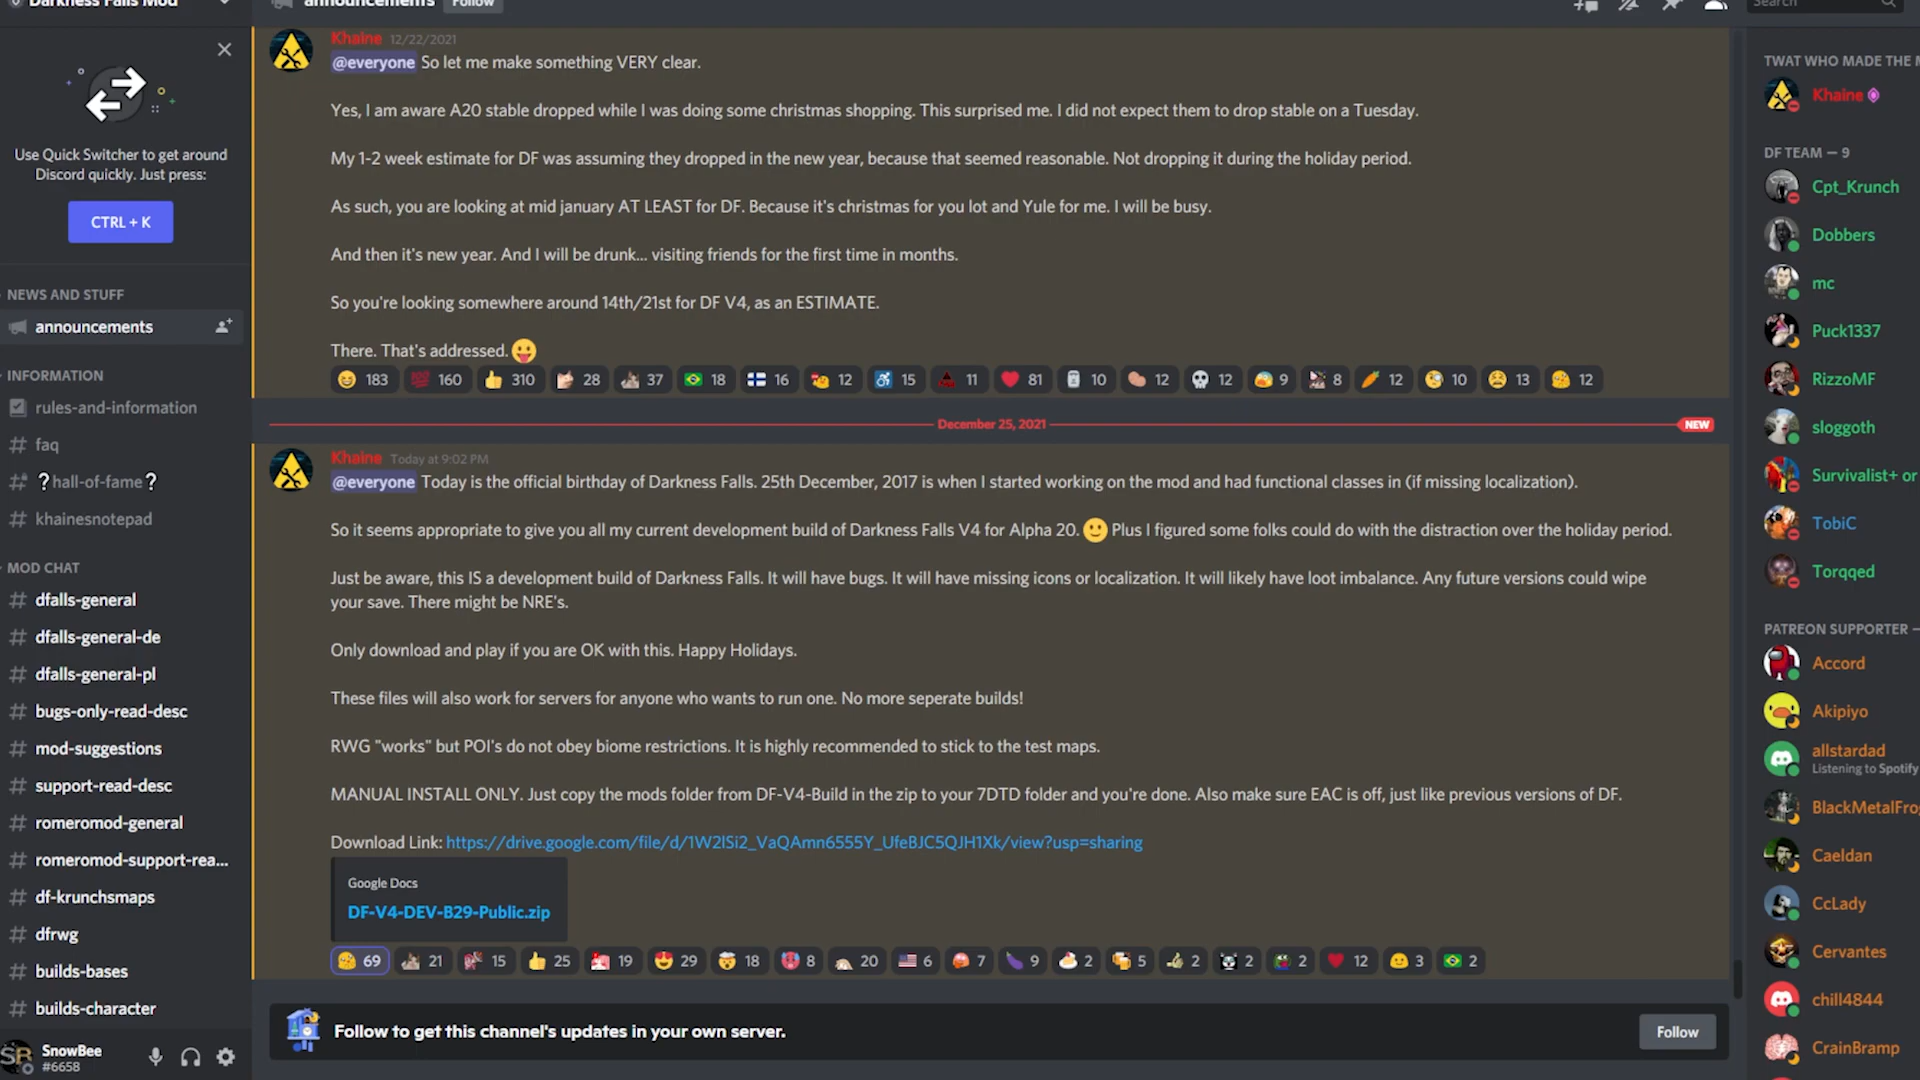 Darkness Falls Mod
Use Quick Switcher to get around
Discord quickly. Just press:
CTRL + K
NEWS AND STUFF
announcements
INFORMATION
rules-and-information
faq
?hall-of-fame?
khainesnotepad
MOD CHAT
dfalls-general
dfalls-general-de
dfalls-general-pl
bugs-only-read-desc
mod-suggestions
support-read-desc
romeromod-general
romeromod-support-rea...
df-krunchsmaps
dfrwg
builds-bases
builds-character
SnowBee
#6658
announcements
Follow
Search
Khaine 12/22/2021
@everyone So let me make something VERY clear.
Yes, I am aware A20 stable dropped while I was doing some christmas shopping. This surprised me. I did not expect them to drop stable on a Tuesday.
My 1-2 week estimate for DF was assuming they dropped in the new year, because that seemed reasonable. Not dropping it during the holiday period.
As such, you are looking at mid january AT LEAST for DF. Because it's christmas for you lot and Yule for me. I will be busy.
And then it's new year. And I will be drunk... visiting friends for the first time in months.
So you're looking somewhere around 14th/21st for DF V4, as an ESTIMATE.
There. That's addressed.
183 160 310 28 37 18 16 12 15 11 81 10 12 12 9 8 12 10 13 12
December 25, 2021 NEW
Khaine Today at 9:02 PM
@everyone Today is the official birthday of Darkness Falls. 25th December, 2017 is when I started working on the mod and had functional classes in (if missing localization).
So it seems appropriate to give you all my current development build of Darkness Falls V4 for Alpha 20. Plus I figured some folks could do with the distraction over the holiday period.
Just be aware, this IS a development build of Darkness Falls. It will have bugs. It will have missing icons or localization. It will likely have loot imbalance. Any future versions could wipe
your save. There might be NRE's.
Only download and play if you are OK with this. Happy Holidays.
These files will also work for servers for anyone who wants to run one. No more seperate builds!
RWG "works" but POI's do not obey biome restrictions. It is highly recommended to stick to the test maps.
MANUAL INSTALL ONLY. Just copy the mods folder from DF-V4-Build in the zip to your 7DTD folder and you're done. Also make sure EAC is off, just like previous versions of DF.
Download Link: https://drive.google.com/file/d/1W2lSi2_VaQAmn6555Y_UfeBJC5QJH1Xk/view?usp=sharing
Google Docs
DF-V4-DEV-B29-Public.zip
69 21 15 25 19 29 18 8 20 6 7 9 2 5 2 2 2 12 3 2
Follow to get this channel's updates in your own server.
Follow
TWAT WHO MADE THE M
Khaine
DF TEAM — 9
Cpt_Krunch
Dobbers
mc
Puck1337
RizzoMF
sloggoth
Survivalist+ or
TobiC
Torqqed
PATREON SUPPORTER —
Accord
Akipiyo
allstardad
Listening to Spotify
BlackMetalFro
Caeldan
CcLady
Cervantes
chill4844
CrainBramp